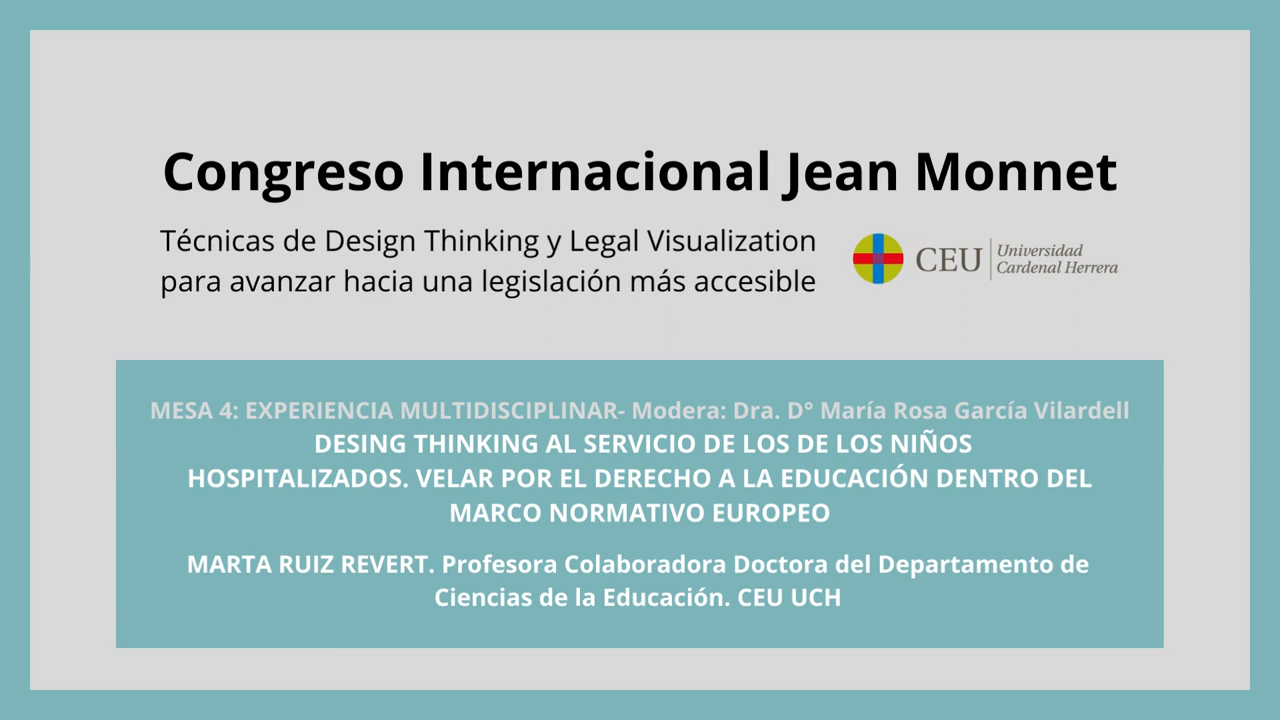 Congreso Internacional Jean Monnet
Técnicas de Design Thinking y Legal Visualization
para avanzar hacia una legislación más accesible
CEU
Universidad
Cardenal Herrera
MESA 4: EXPERIENCIA MULTIDISCIPLINAR- Modera: Dra. Dº María Rosa García Vilardell
DESING THINKING AL SERVICIO DE LOS DE LOS NIÑOS
HOSPITALIZADOS. VELAR POR EL DERECHO A LA EDUCACIÓN DENTRO DEL
MARCO NORMATIVO EUROPEO
MARTA RUIZ REVERT. Profesora Colaboradora Doctora del Departamento de
Ciencias de la Educación. CEU UCH